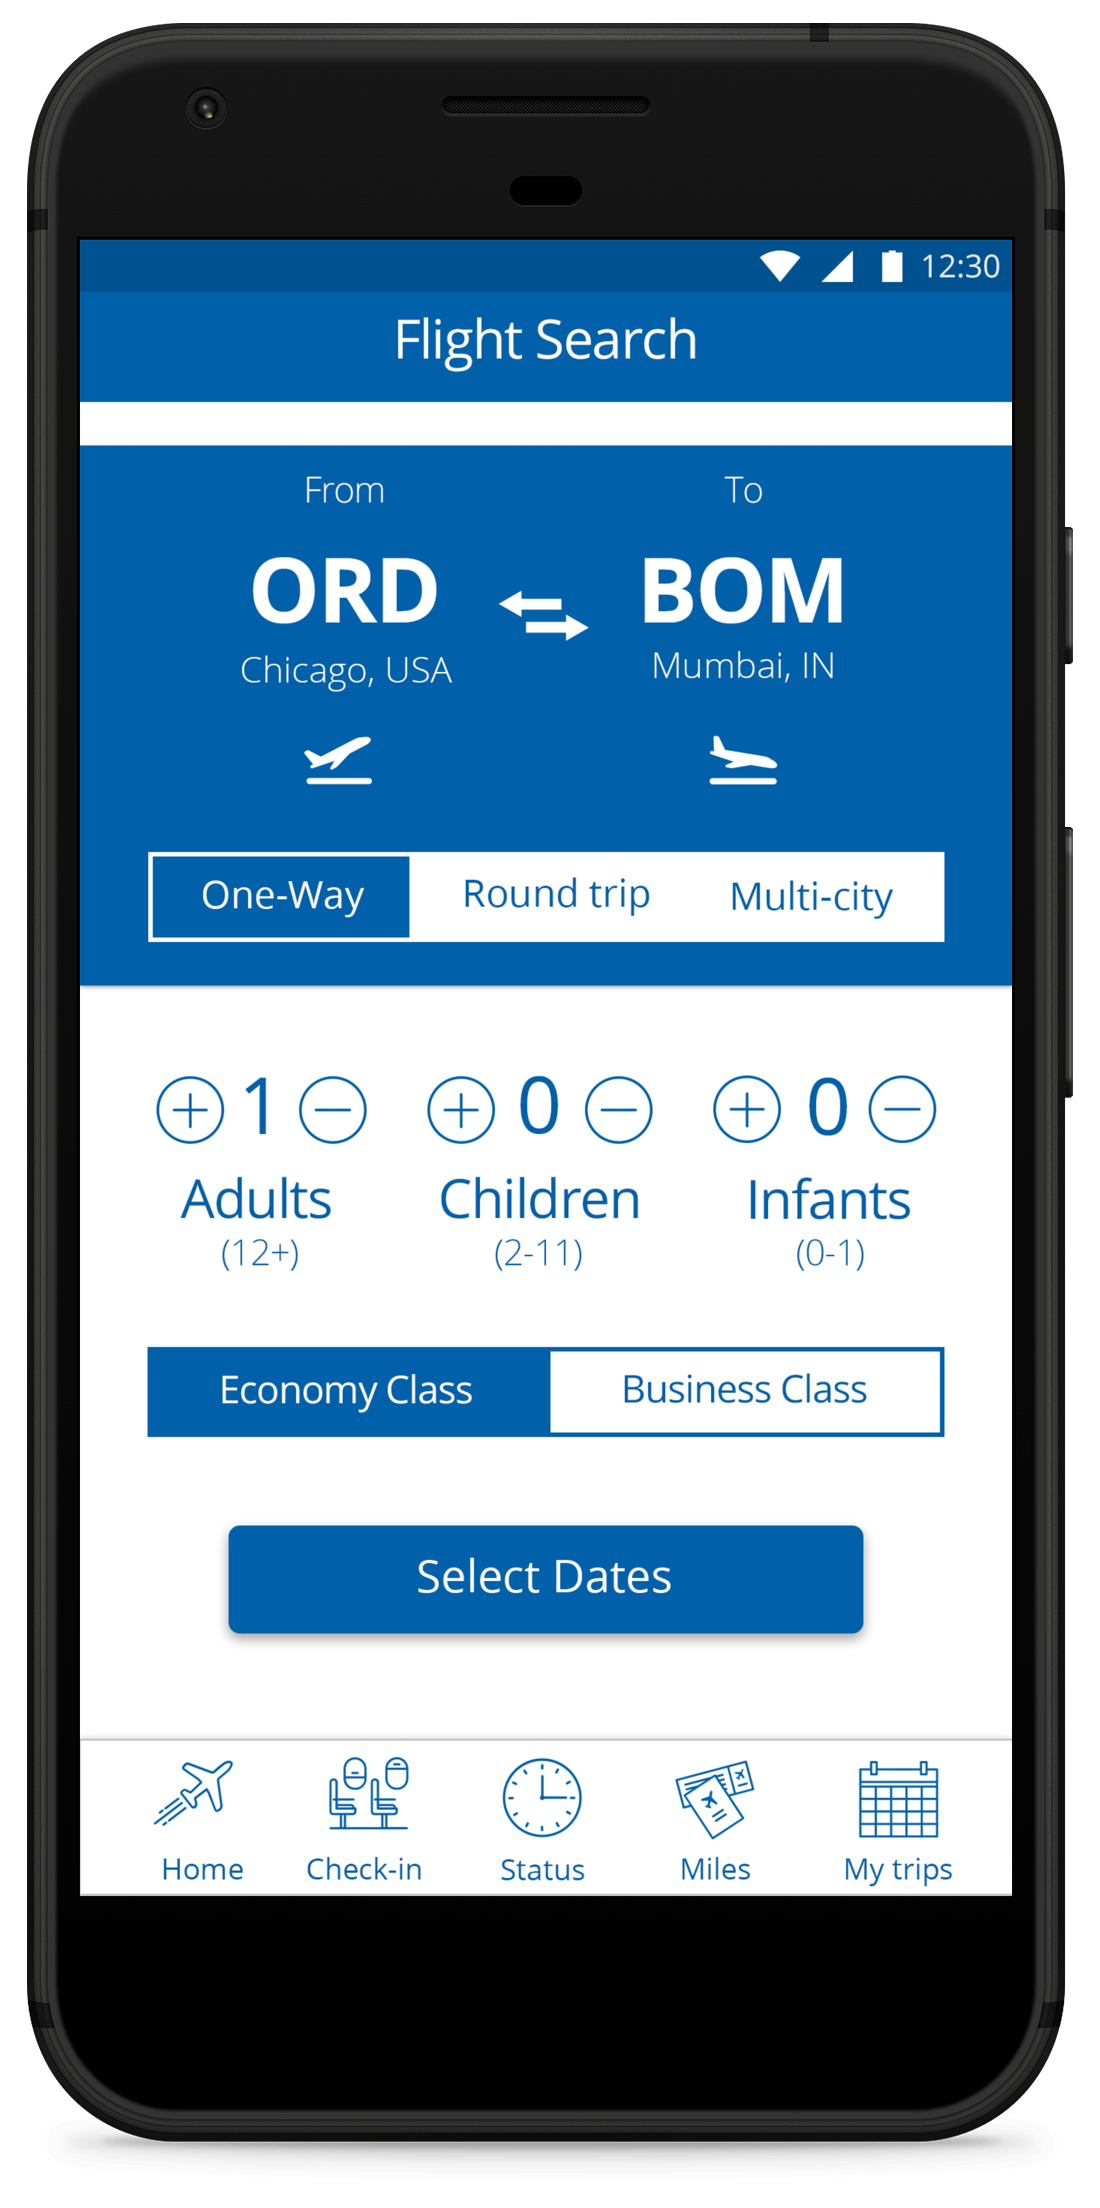 12:30
Flight Search
From To
ORD BOM
Chicago, USA Mumbai, IN
One-Way Round trip Multi-city
1 0 0
Adults Children Infants
(12+) (2-11) (0-1)
Economy Class Business Class
Select Dates
Home Check-in Status Miles My trips